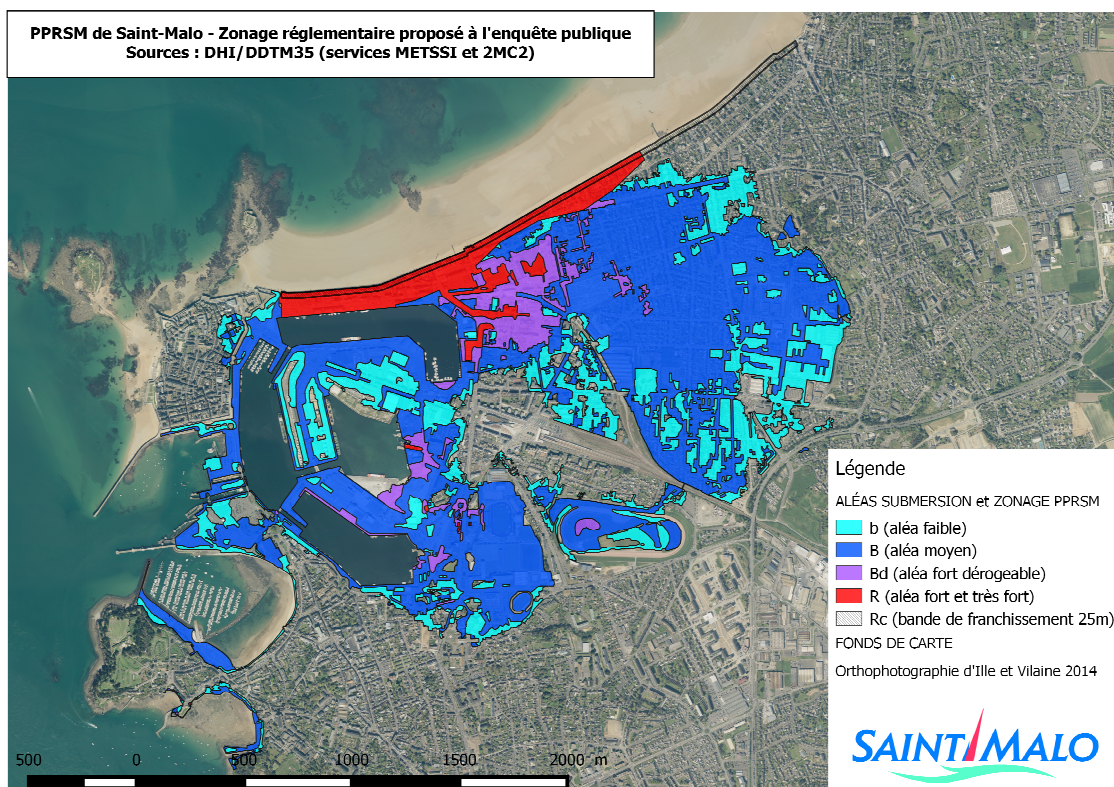 PPRSM de Saint-Malo - Zonage réglementaire proposé à l'enquête publique
Sources : DHI/DDTM35 (services METSSI et 2MC2)
Légende
ALÉAS SUBMERSION et ZONAGE PPRSM
b (aléa faible)
B (aléa moyen)
Bd (aléa fort dérogeable)
R (aléa fort et très fort)
Rc (bande de franchissement 25m)
FONDS DE CARTE
Orthophotographie d'Ille et Vilaine 2014
SAINT MALO
500 0 500 1000 1500 2000 m